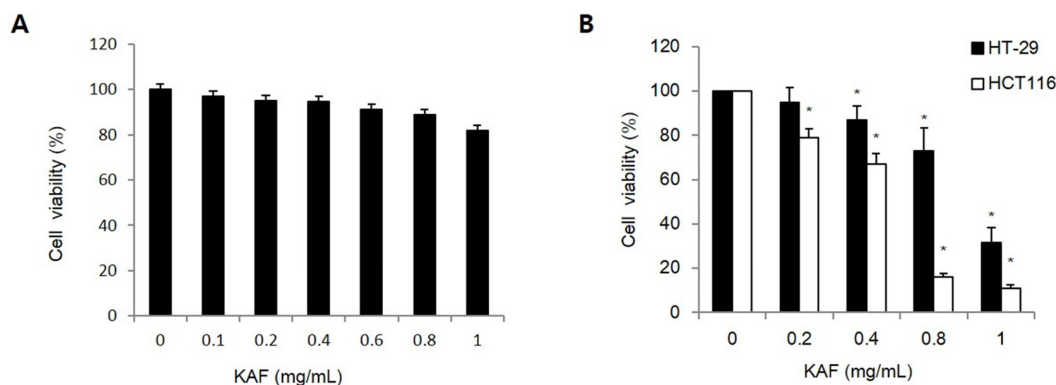 A
120
100
80
60
40
20
0
Cell viability (%)
0 0.1 0.2 0.4 0.6 0.8 1
KAF (mg/mL)
B
HT-29
HCT116
120
100
80
60
40
20
0
Cell viability (%)
* * * * * * *
0 0.2 0.4 0.8 1
KAF (mg/mL)